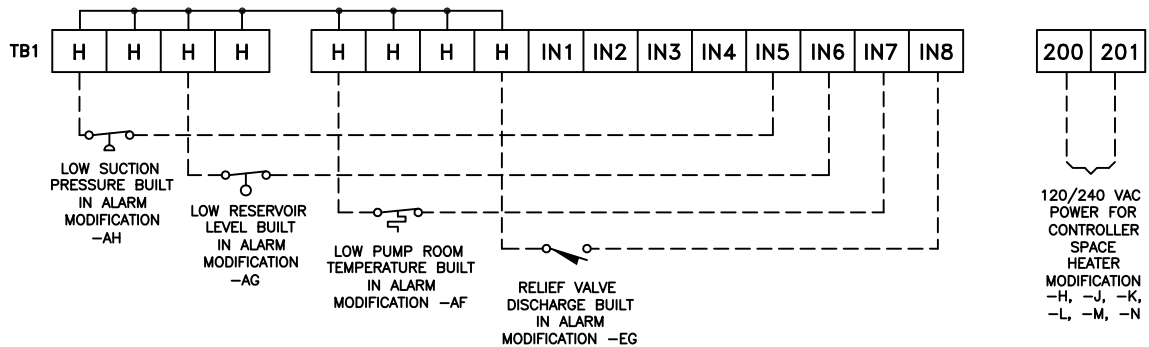 TB1 H H H H H H H H IN1 IN2 IN3 IN4 IN5 IN6 IN7 IN8 200 201
LOW SUCTION
PRESSURE BUILT
IN ALARM
MODIFICATION
-AH
LOW RESERVOIR
LEVEL BUILT
IN ALARM
MODIFICATION
-AG
LOW PUMP ROOM
TEMPERATURE BUILT
IN ALARM
MODIFICATION -AF
RELIEF VALVE
DISCHARGE BUILT
IN ALARM
MODIFICATION -EG
120/240 VAC
POWER FOR
CONTROLLER
SPACE
HEATER
MODIFICATION
-H, -J, -K,
-L, -M, -N